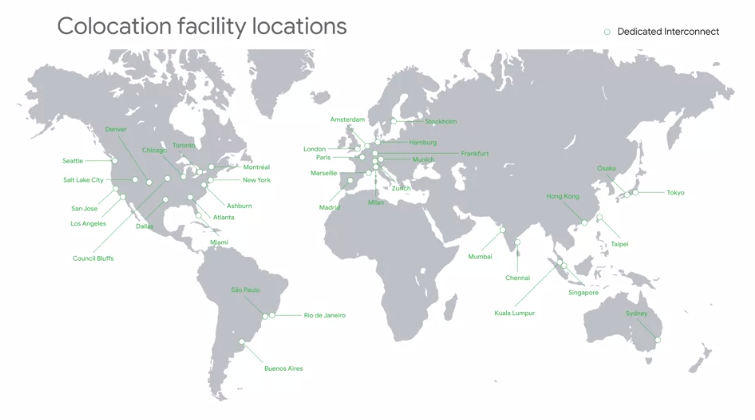 Colocation facility locations
Dedicated Interconnect
Amsterdam
Stockholm
Denver
Chicago
Toronto
Hamburg
London
Frankfurt
Paris
Munich
Seattle
Montréal
Marseille
Osaka
Salt Lake City
New York
Zurich
Tokyo
San Jose
Ashburn
Madrid
Milan
Hong Kong
Los Angeles
Atlanta
Dallas
Miami
Taipei
Council Bluffs
Mumbai
Chennai
São Paulo
Singapore
Rio de Janeiro
Kuala Lumpur
Sydney
Buenos Aires